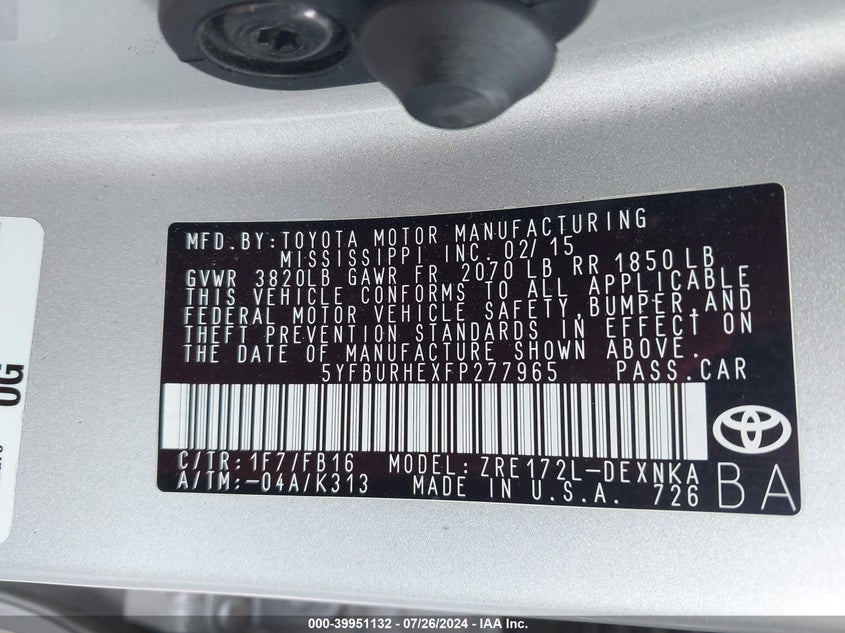 MFD.BY:TOYOTA MOTOR MANUFACTURING
MISSISSIPPI INC. 02/15
GVWR 3820LB GAWR FR 2070 LB RR 1850 LB
THIS VEHICLE CONFORMS TO ALL APPLICABLE
FEDERAL MOTOR VEHICLE SAFETY,BUMPER,AND
THEFT PREVENTION STANDARDS IN EFFECT ON
THE DATE OF MANUFACTURE SHOWN ABOVE.
5YFBURHEXFP277965 PASS.CAR
C/TR:1F7/FB16 MODEL:ZRE172L-DEXNKA
A/TM:-04A/K313 MADE IN U.S.A. 726
BA
000-39951132 / 07/26/2024 - IAA Inc.